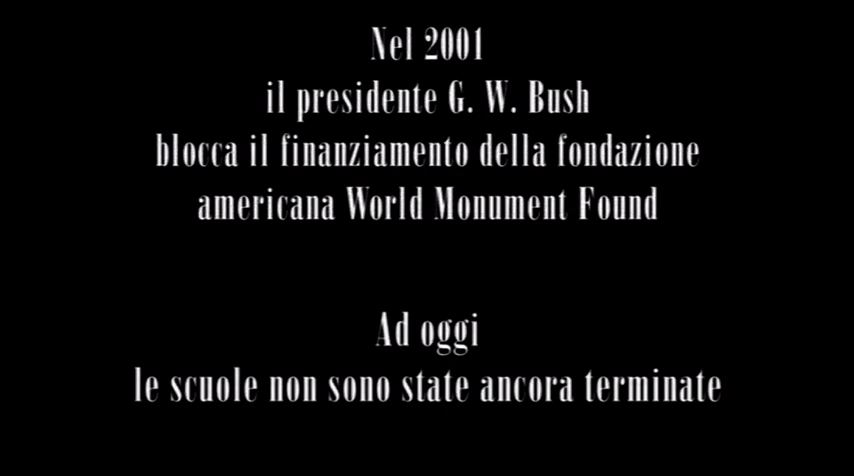 Nel 2001
il presidente G. W. Bush
blocca il finanziamento della fondazione
americana World Monument Found
Ad oggi
le scuole non sono state ancora terminate